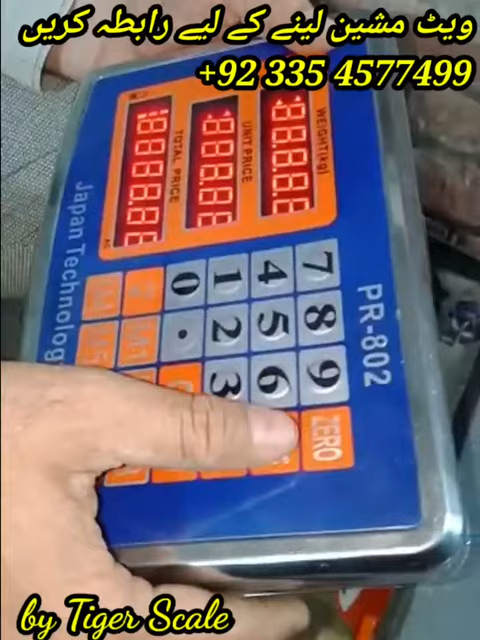 ویٹ مشین لینے کے لیے رابطہ کریں
+92 335 4577499
WEIGHT(kg)
UNIT PRICE
TOTAL PRICE
Japan Technology
PR-802
7 8 9 ZERO
4 5 6
1 2 3
0 .
by Tiger Scale